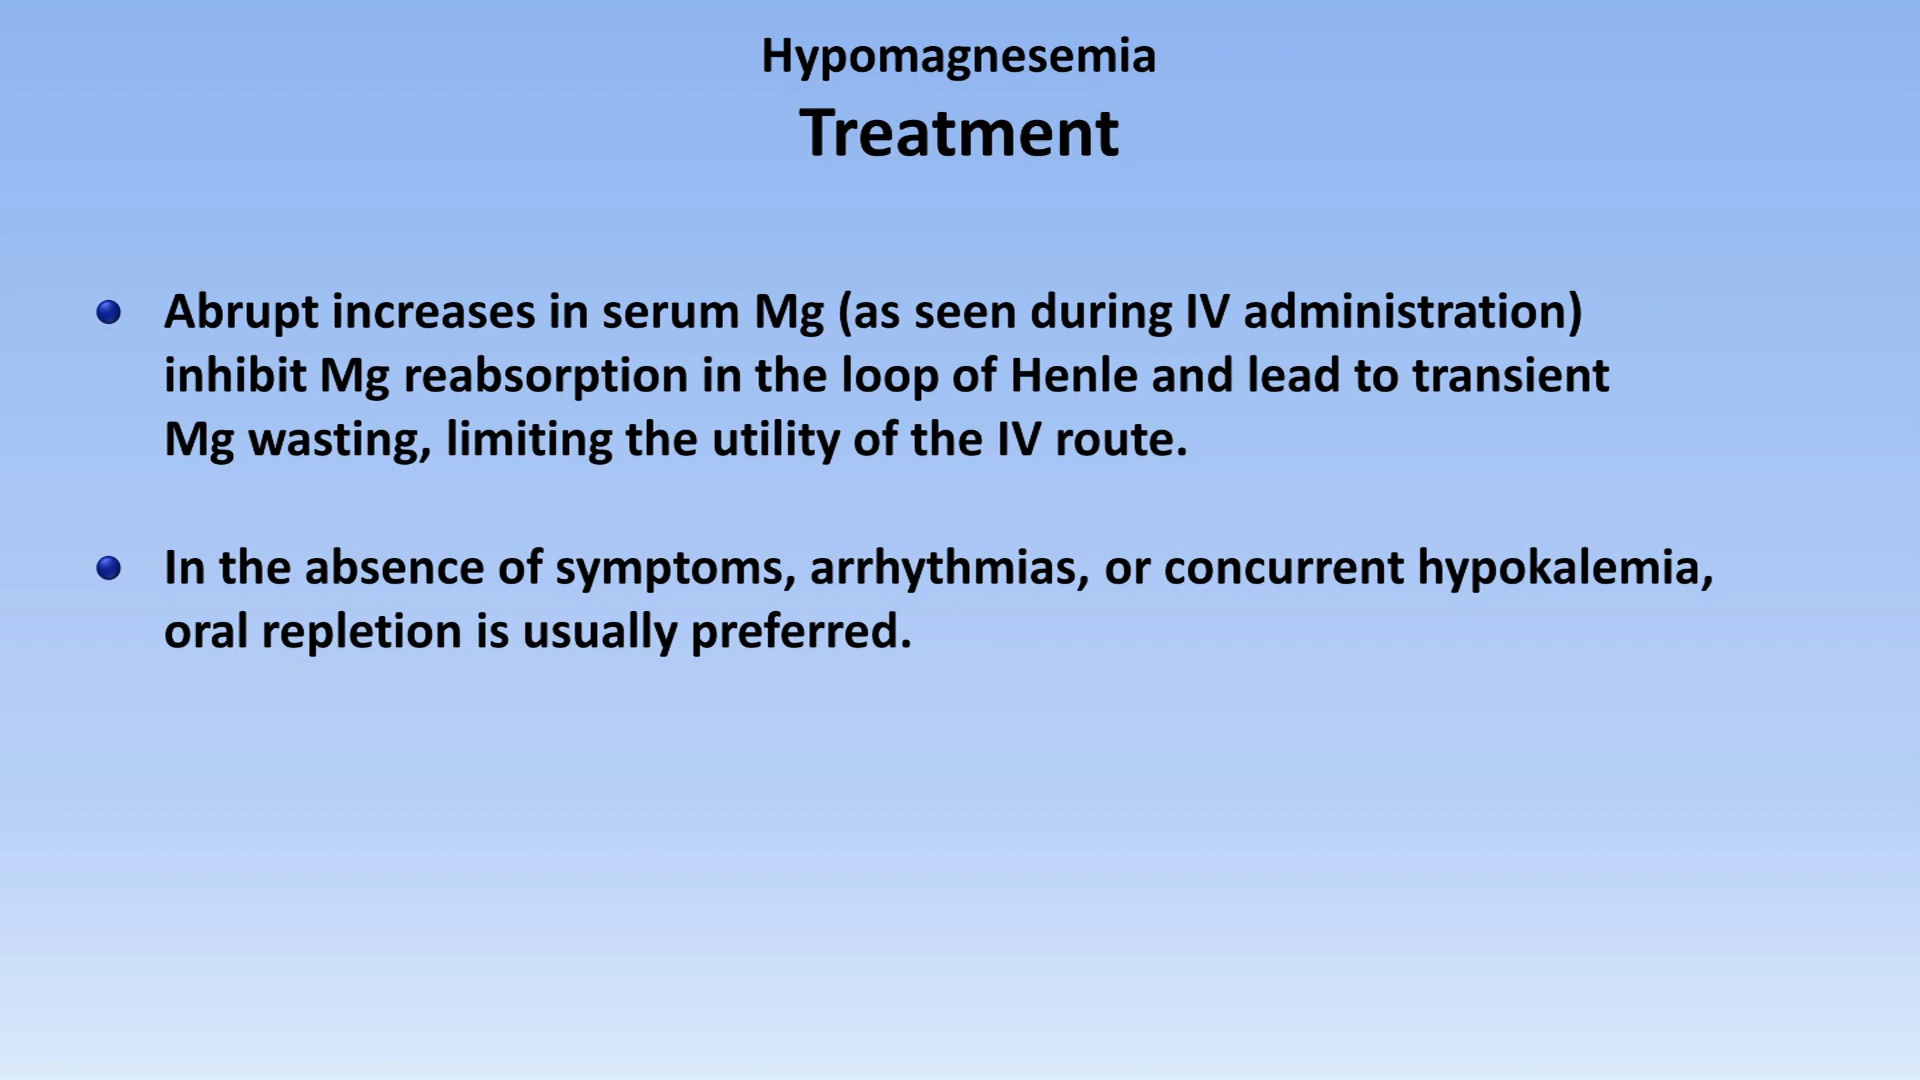 Hypomagnesemia
Treatment
Abrupt increases in serum Mg (as seen during IV administration)
inhibit Mg reabsorption in the loop of Henle and lead to transient
Mg wasting, limiting the utility of the IV route.
In the absence of symptoms, arrhythmias, or concurrent hypokalemia,
oral repletion is usually preferred.